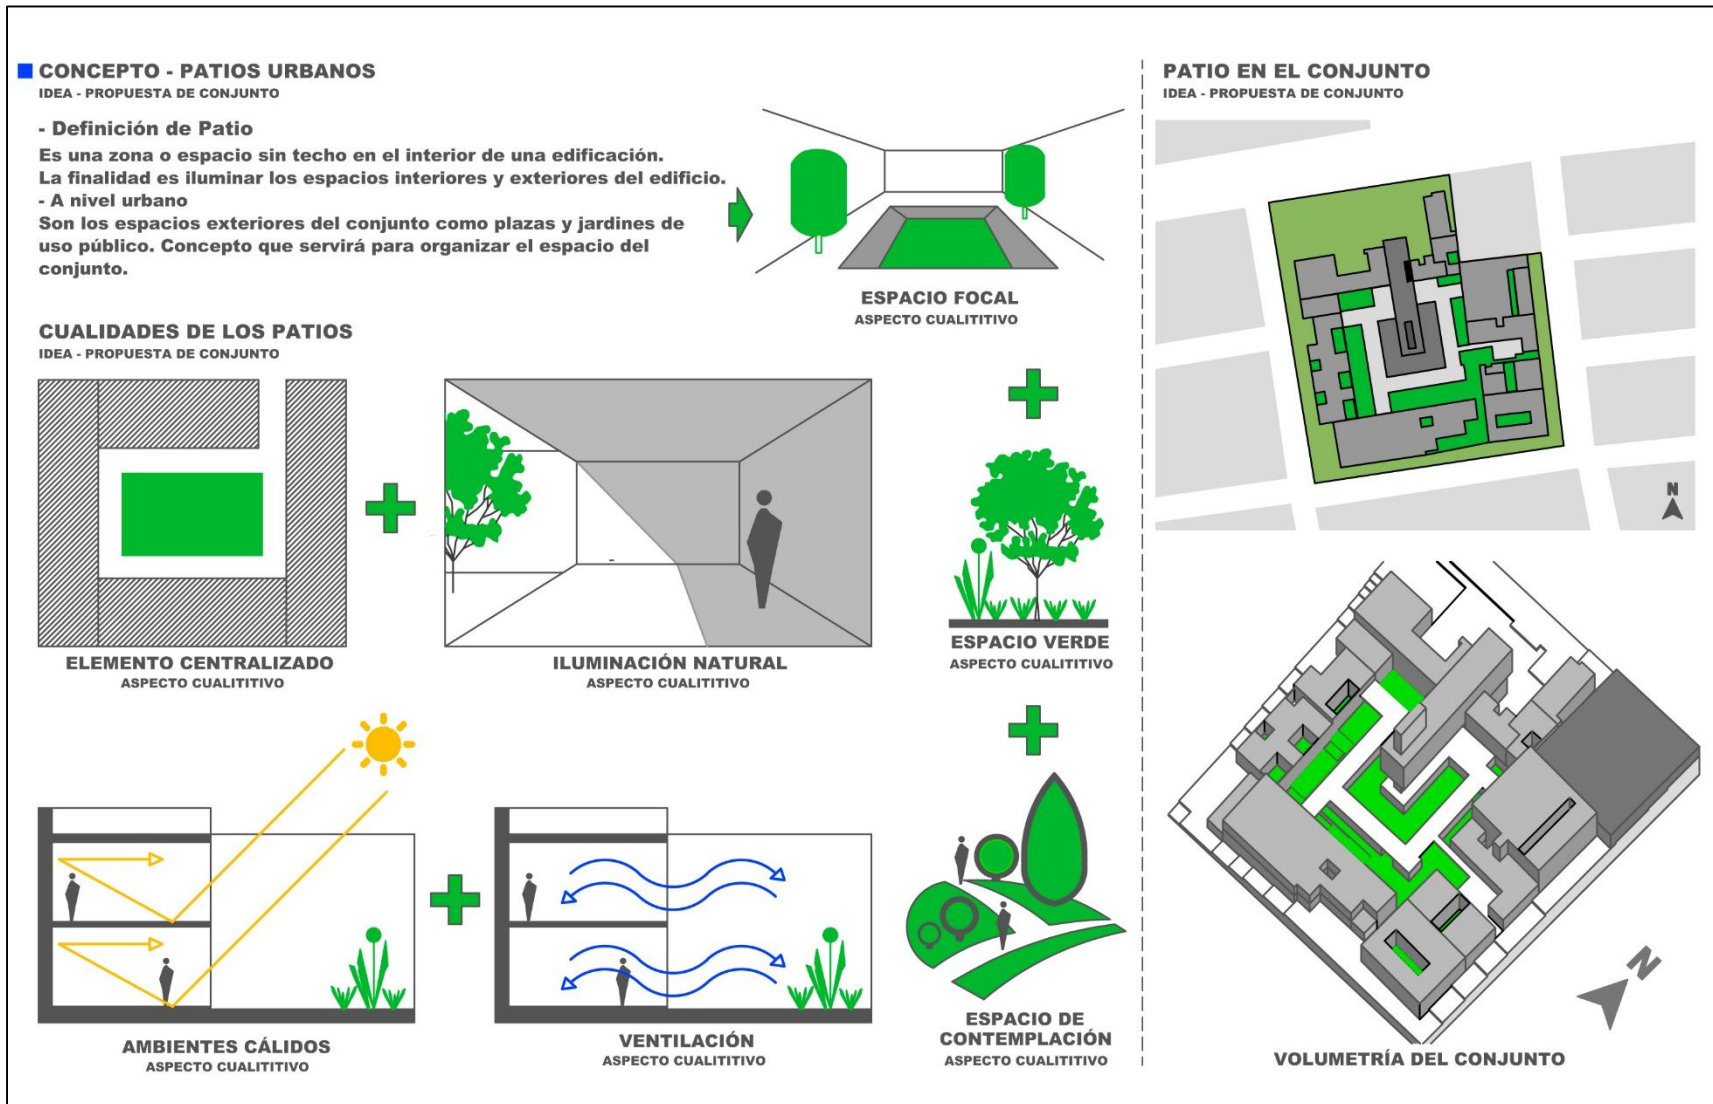 CONCEPTO - PATIOS URBANOS
IDEA - PROPUESTA DE CONJUNTO
- Definición de Patio
Es una zona o espacio sin techo en el interior de una edificación.
La finalidad es iluminar los espacios interiores y exteriores del edificio.
- A nivel urbano
Son los espacios exteriores del conjunto como plazas y jardines de
uso público. Concepto que servirá para organizar el espacio del
conjunto.
ESPACIO FOCAL
ASPECTO CUALITITIVO
CUALIDADES DE LOS PATIOS
IDEA - PROPUESTA DE CONJUNTO
ELEMENTO CENTRALIZADO
ASPECTO CUALITITIVO
ILUMINACIÓN NATURAL
ASPECTO CUALITITIVO
ESPACIO VERDE
ASPECTO CUALITITIVO
AMBIENTES CÁLIDOS
ASPECTO CUALITITIVO
VENTILACIÓN
ASPECTO CUALITITIVO
ESPACIO DE
CONTEMPLACIÓN
ASPECTO CUALITITIVO
PATIO EN EL CONJUNTO
IDEA - PROPUESTA DE CONJUNTO
N
N
VOLUMETRÍA DEL CONJUNTO